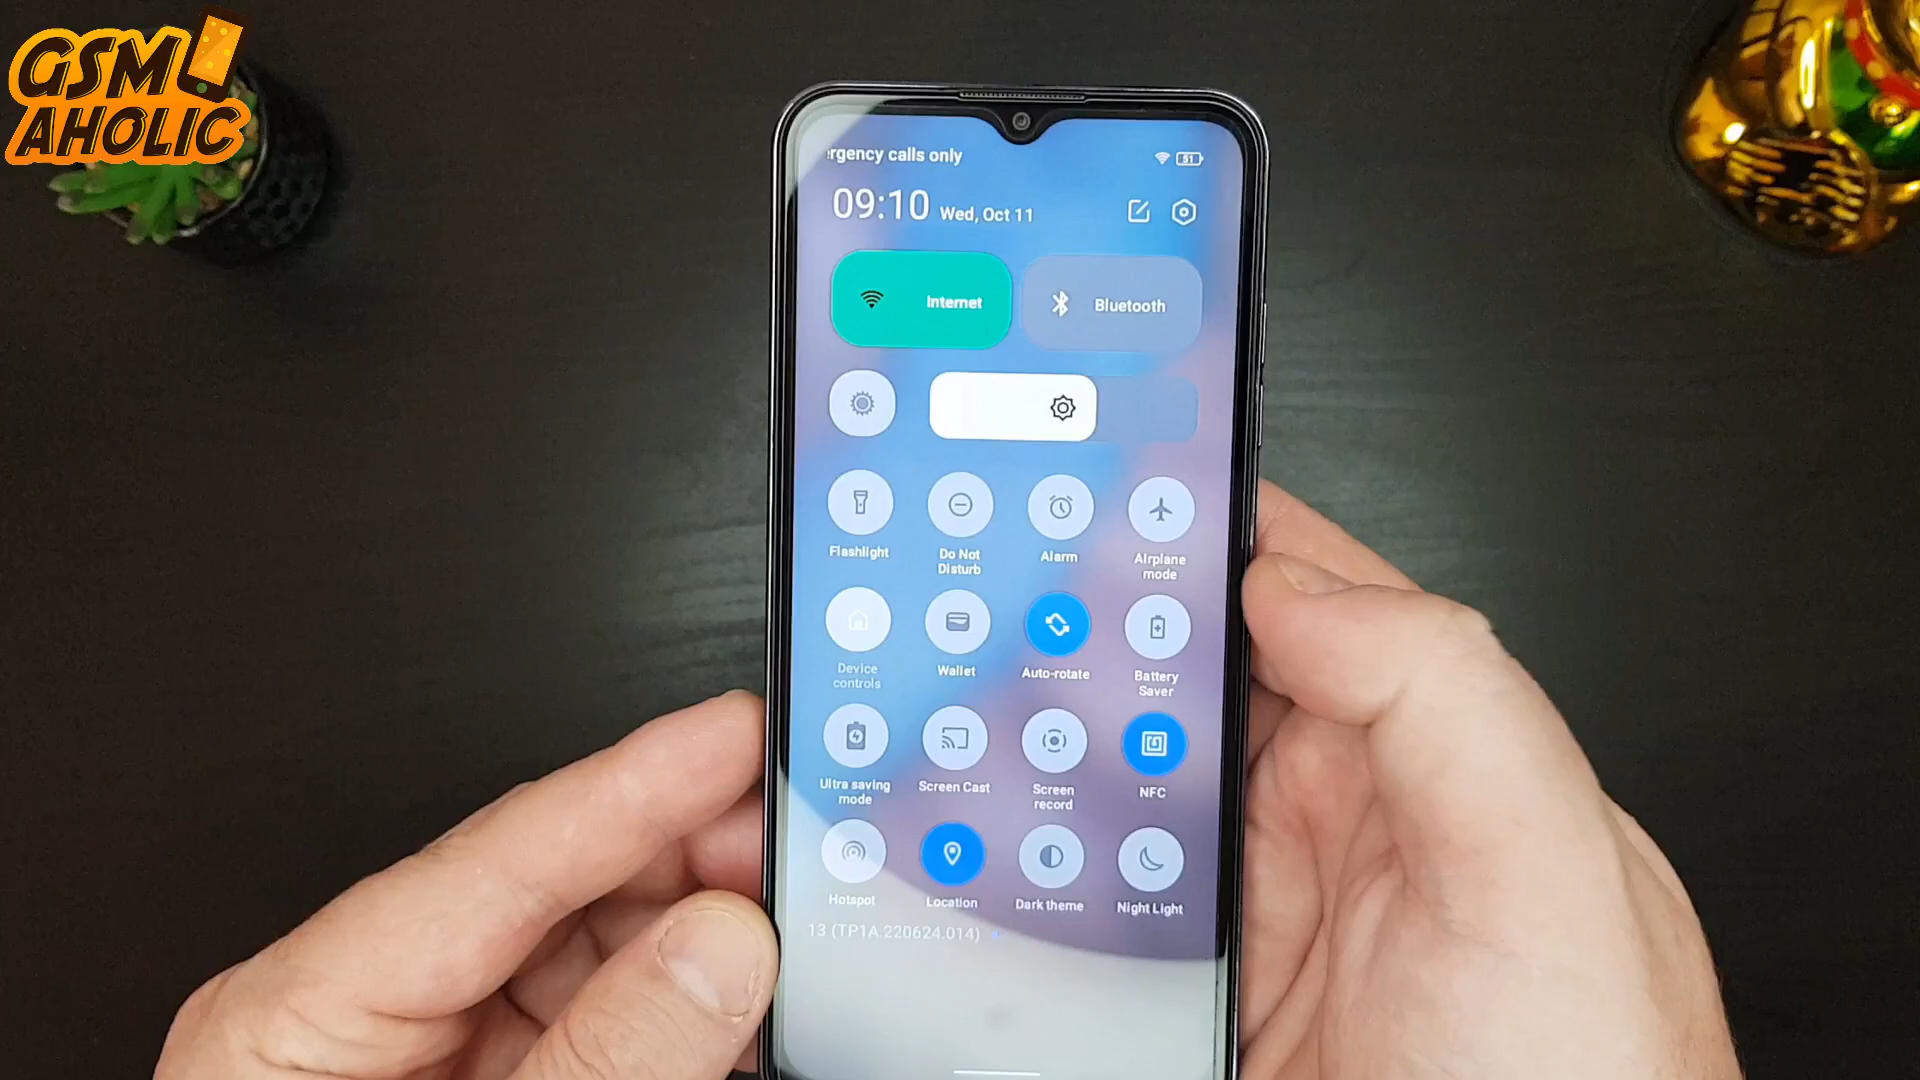 GSM
AHOLIC
rgency calls only
51
09:10 Wed, Oct 11
Internet
Bluetooth
Flashlight
Do Not
Disturb
Alarm
Airplane
mode
Device
controls
Wallet
Auto-rotate
Battery
Saver
Ultra saving
mode
Screen Cast
Screen
record
NFC
Hotspot
Location
Dark theme
Night Light
13 (TP1A.220624.014)